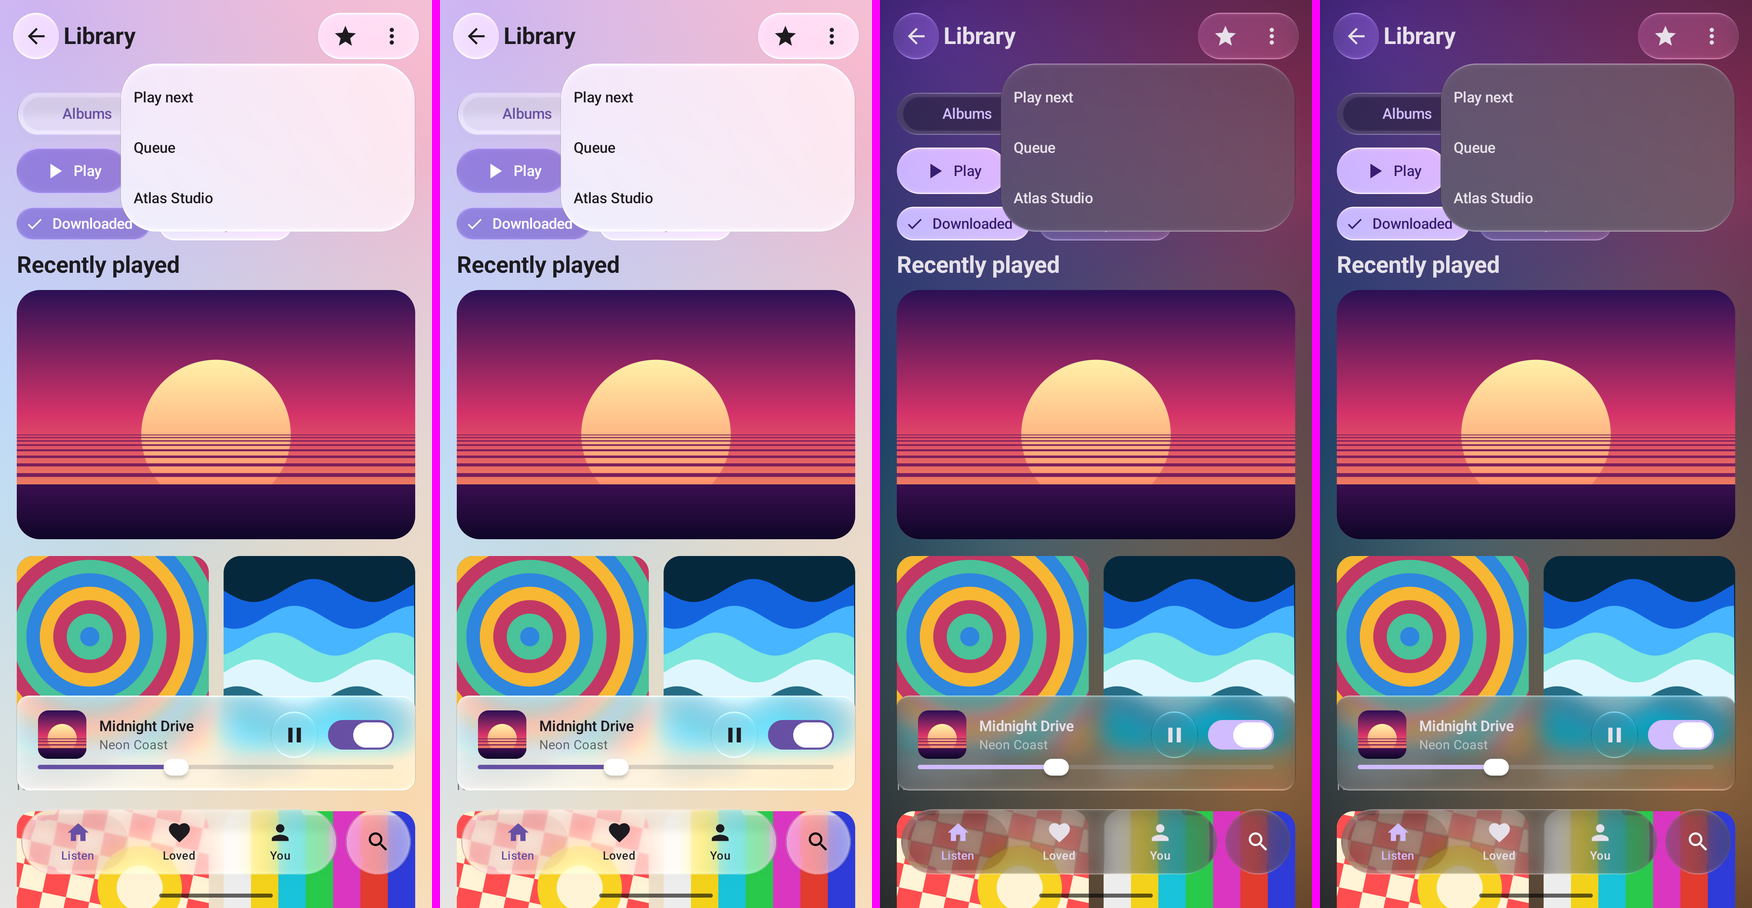 Library
Play next
Albums
Queue
Play
Atlas Studio
Downloaded
Recently played
Midnight Drive
Neon Coast
Listen
Loved
You
Library
Play next
Albums
Queue
Play
Atlas Studio
Downloaded
Recently played
Midnight Drive
Neon Coast
Listen
Loved
You
Library
Play next
Albums
Queue
Play
Atlas Studio
Downloaded
Recently played
Midnight Drive
Neon Coast
Listen
Loved
You
Library
Play next
Albums
Queue
Play
Atlas Studio
Downloaded
Recently played
Midnight Drive
Neon Coast
Listen
Loved
You